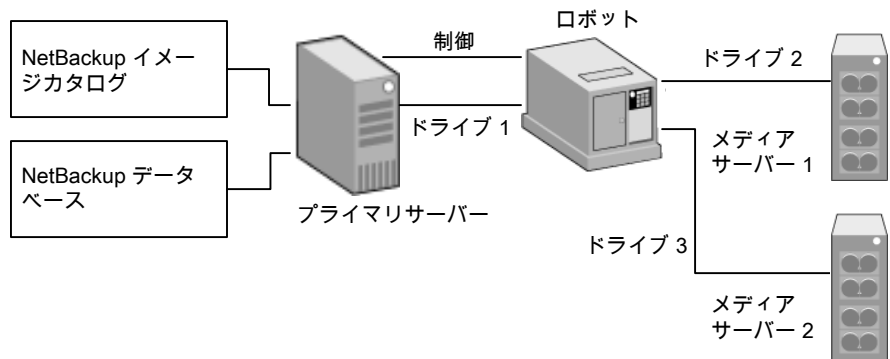 ロボット
NetBackup イメー
ジカタログ
制御
ドライブ 2
ドライブ 1
メディア
サーバー 1
NetBackup データ
ベース
プライマリサーバー
ドライブ 3
メディア
サーバー 2